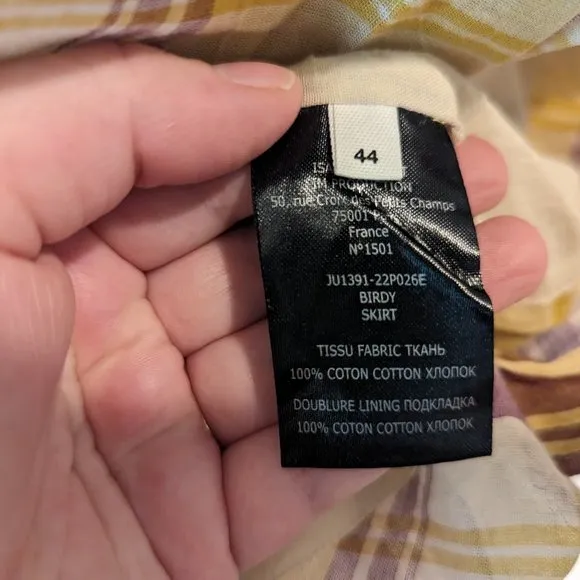 44
PRODUCTION
50, rue Croix des Petits Champs
75001
France
N°1501
JU1391-22P026E
BIRDY
SKIRT
TISSU FABRIC ТКАНЬ
100% COTON COTTON ХЛОПОК
DOUBLURE LINING ПОДКЛАДКА
100% COTON COTTON ХЛОПОК